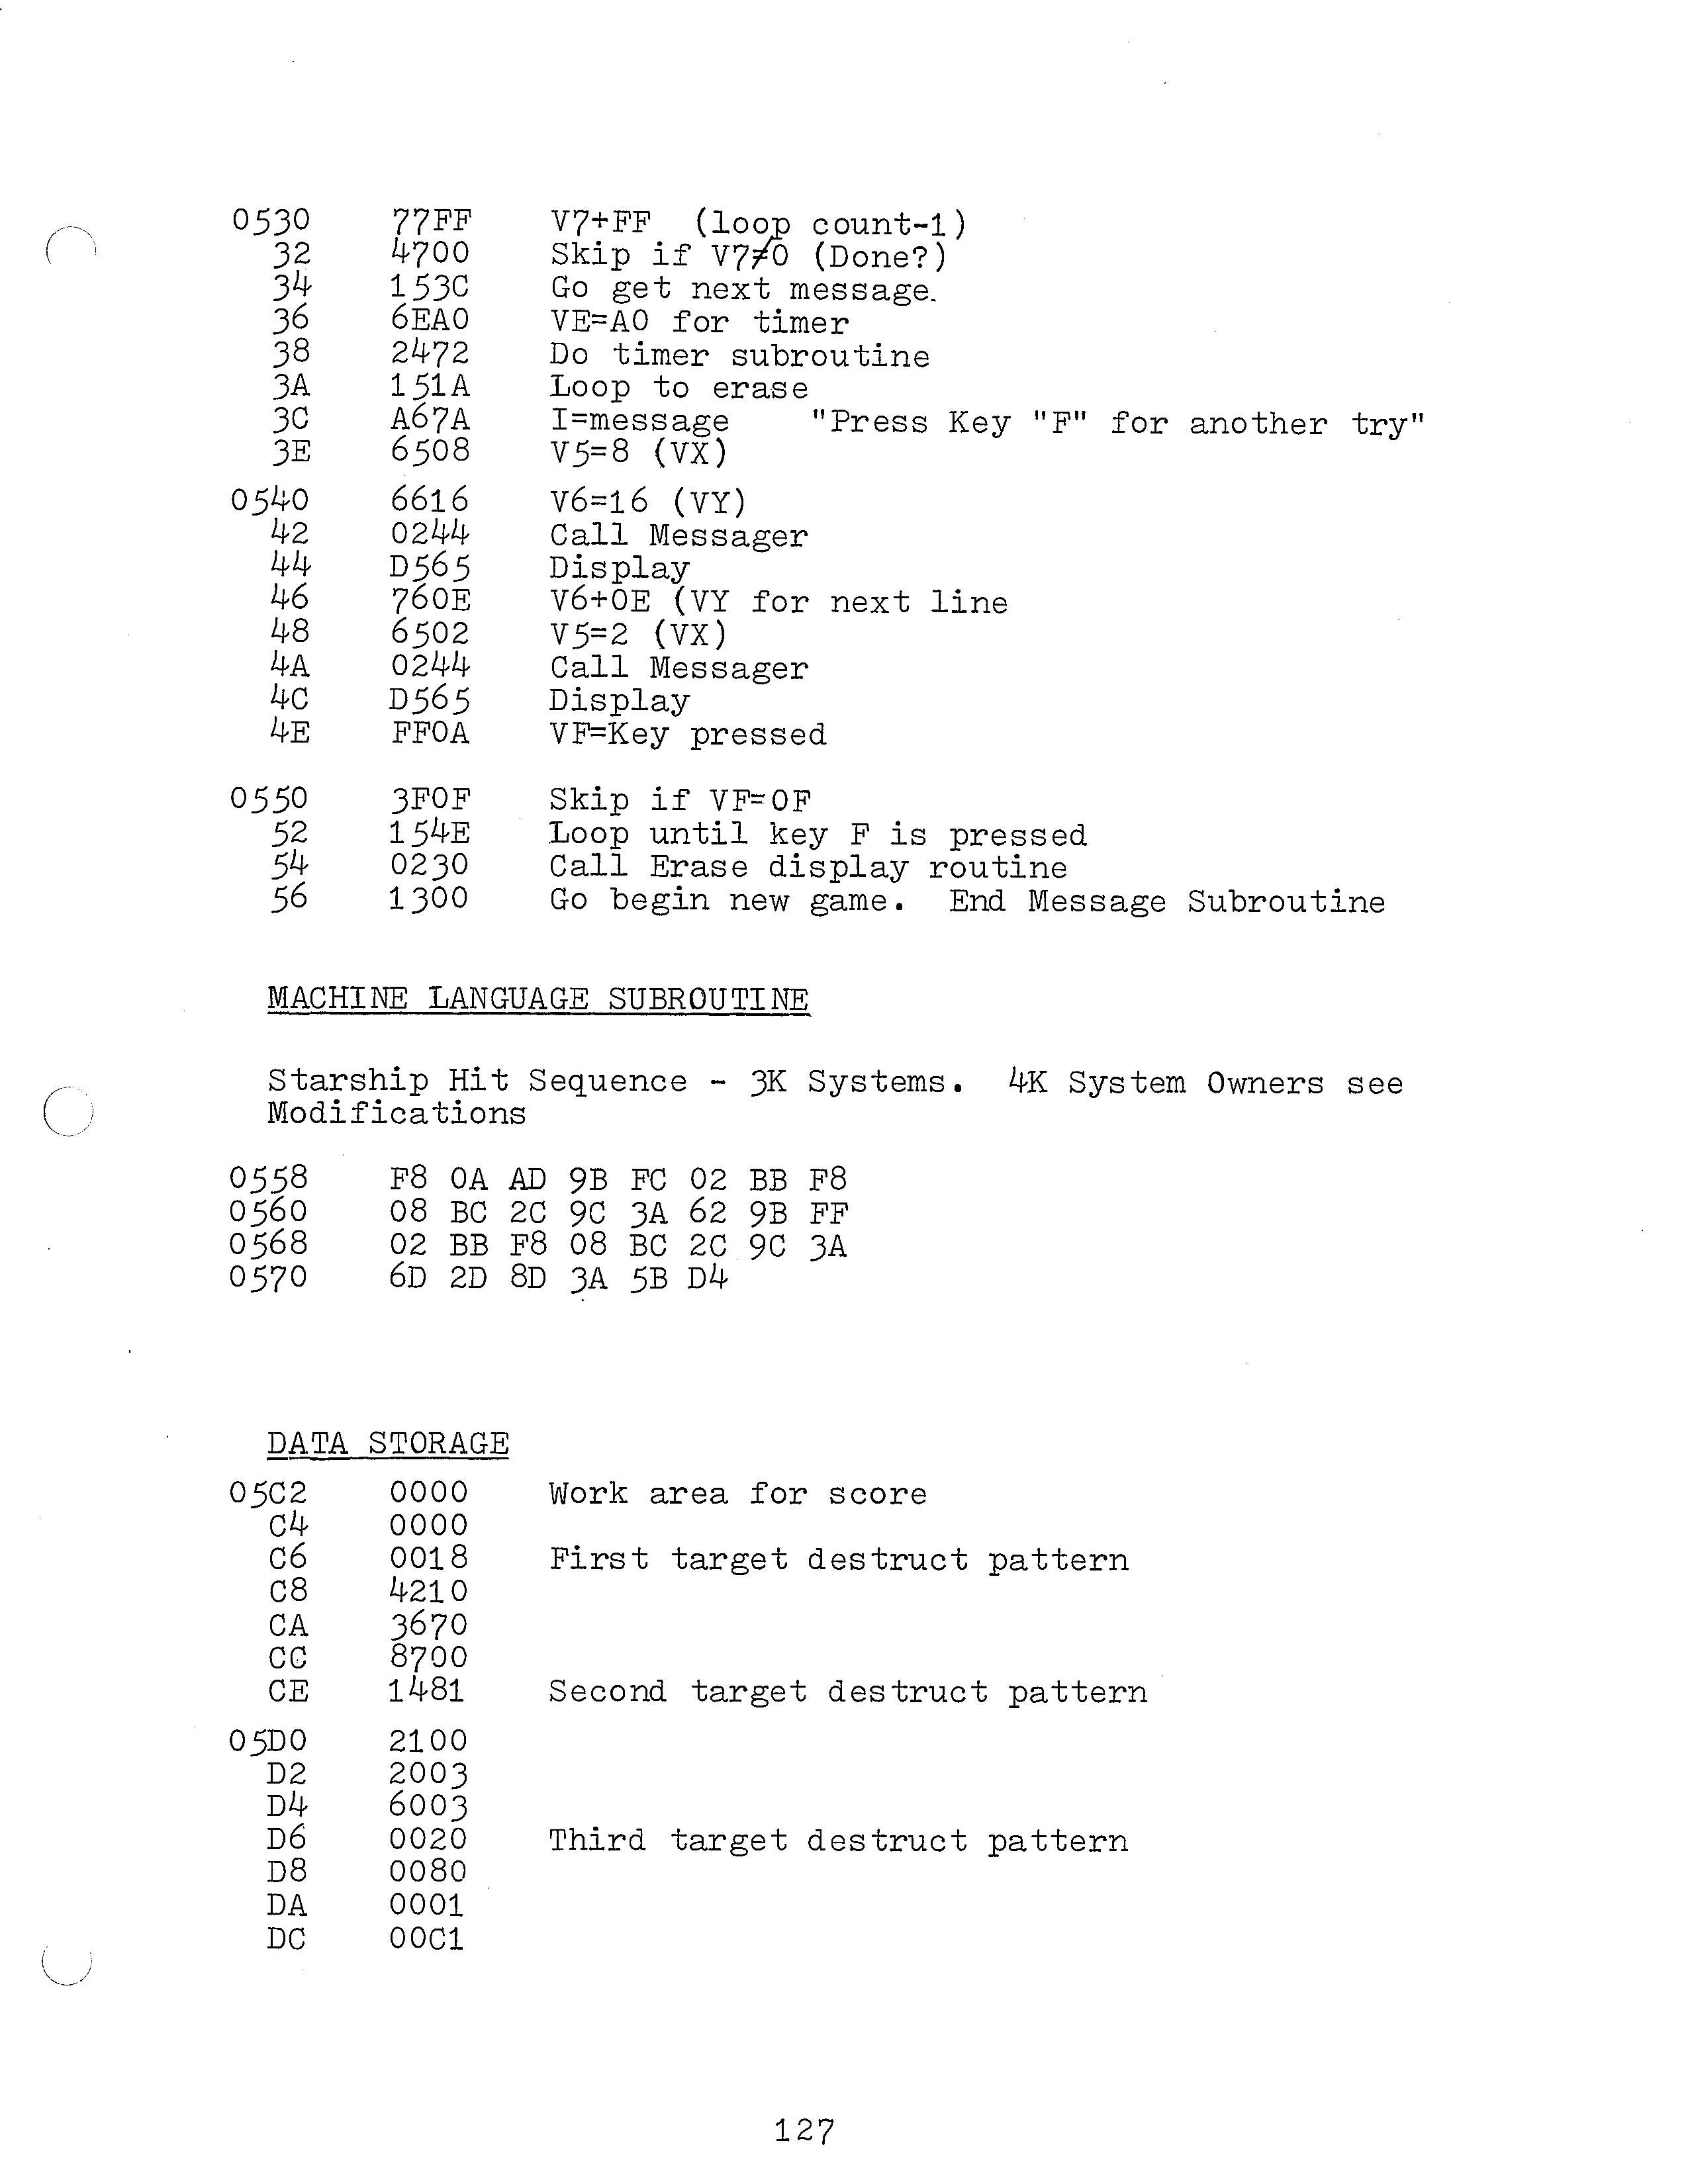 0530 77FF V7+FF (loop count-1)
32 4700 Skip if V7≠0 (Done?)
34 153C Go get next message.
36 6EA0 VE=A0 for timer
38 2472 Do timer subroutine
3A 151A Loop to erase
3C A67A I=message "Press Key "F" for another try"
3E 6508 V5=8 (VX)
0540 6616 V6=16 (VY)
42 0244 Call Messager
44 D565 Display
46 760E V6+0E (VY for next line
48 6502 V5=2 (VX)
4A 0244 Call Messager
4C D565 Display
4E FF0A VF=Key pressed
0550 3F0F Skip if VF=0F
52 154E Loop until key F is pressed
54 0230 Call Erase display routine
56 1300 Go begin new game. End Message Subroutine
MACHINE LANGUAGE SUBROUTINE
Starship Hit Sequence - 3K Systems. 4K System Owners see
Modifications
0558 F8 0A AD 9B FC 02 BB F8
0560 08 BC 2C 9C 3A 62 9B FF
0568 02 BB F8 08 BC 2C 9C 3A
0570 6D 2D 8D 3A 5B D4
DATA STORAGE
05C2 0000 Work area for score
C4 0000
C6 0018 First target destruct pattern
C8 4210
CA 3670
CC 8700
CE 1481 Second target destruct pattern
05D0 2100
D2 2003
D4 6003
D6 0020 Third target destruct pattern
D8 0080
DA 0001
DC 00C1
127